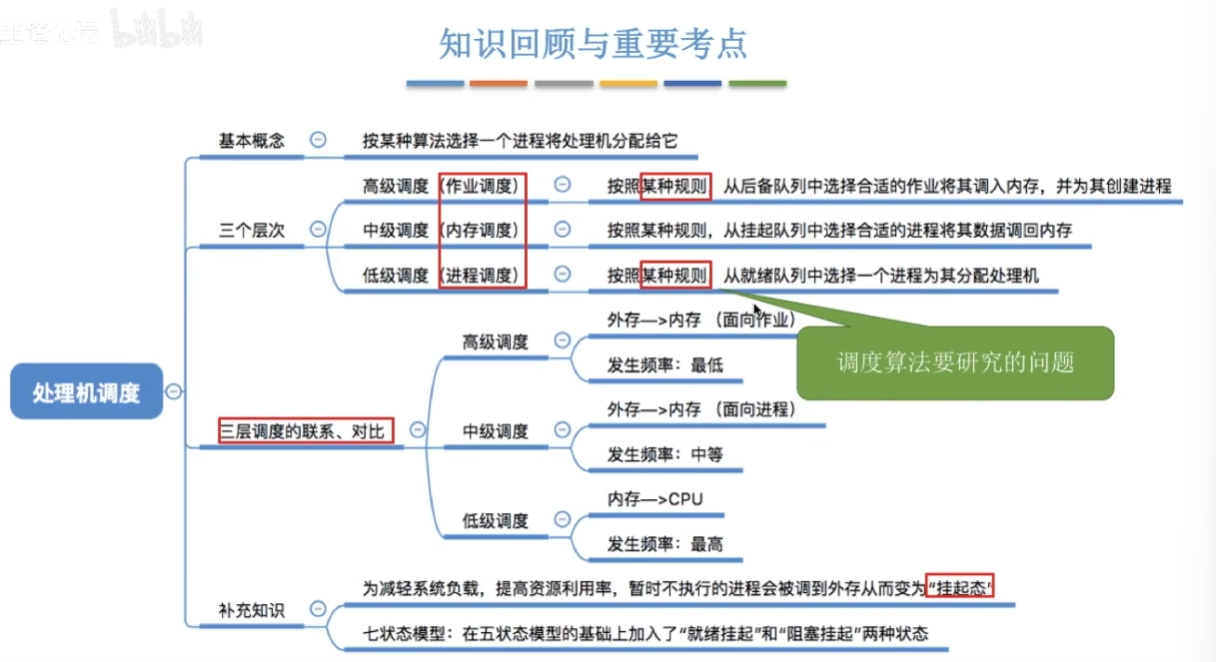 王道论坛 bilibili
知识回顾与重要考点
基本概念
按某种算法选择一个进程将处理机分配给它
三个层次
高级调度（作业调度）
按照某种规则，从后备队列中选择合适的作业将其调入内存，并为其创建进程
中级调度（内存调度）
按照某种规则，从挂起队列中选择合适的进程将其数据调回内存
低级调度（进程调度）
按照某种规则，从就绪队列中选择一个进程为其分配处理机
调度算法要研究的问题
处理机调度
三层调度的联系、对比
高级调度
外存—>内存 （面向作业）
发生频率：最低
中级调度
外存—>内存 （面向进程）
发生频率：中等
低级调度
内存—>CPU
发生频率：最高
补充知识
为减轻系统负载，提高资源利用率，暂时不执行的进程会被调到外存从而变为“挂起态”
七状态模型：在五状态模型的基础上加入了“就绪挂起”和“阻塞挂起”两种状态